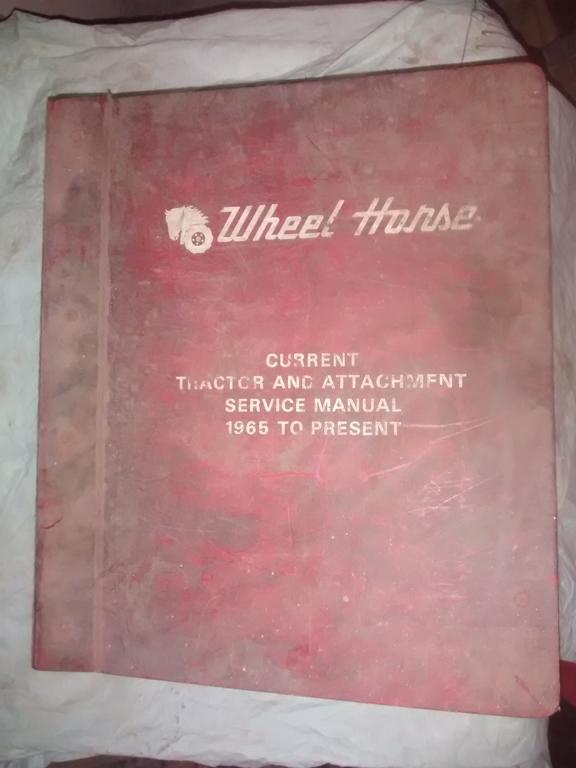 Wheel Horse
CURRENT
TRACTOR AND ATTACHMENT
SERVICE MANUAL
1965 TO PRESENT